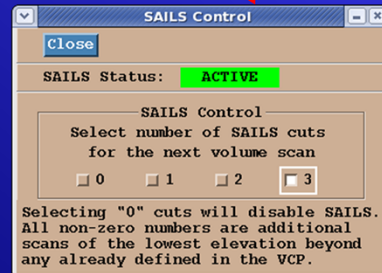 SAILS Control
Close
SAILS Status: ACTIVE
SAILS Control
Select number of SAILS cuts
for the next volume scan
0 1 2 3
Selecting "0" cuts will disable SAILS.
All non-zero numbers are additional
scans of the lowest elevation beyond
any already defined in the VCP.